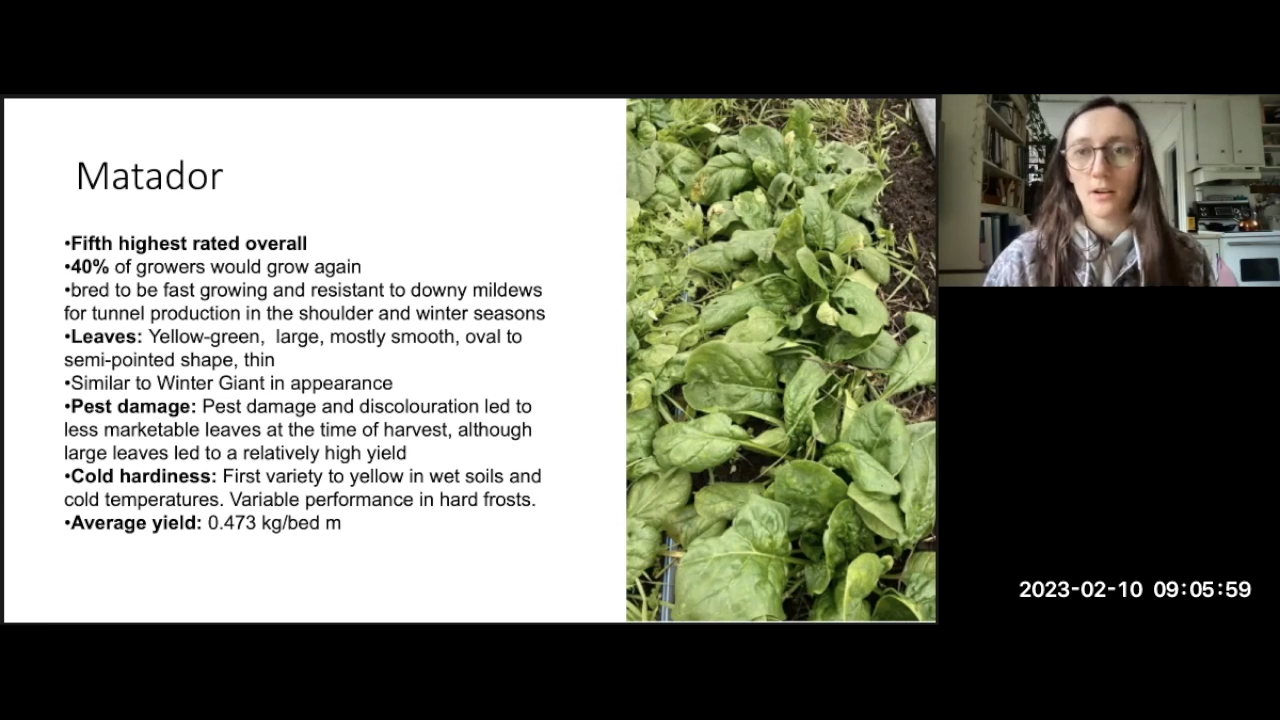 Matador
•Fifth highest rated overall
•40% of growers would grow again
•bred to be fast growing and resistant to downy mildews
for tunnel production in the shoulder and winter seasons
•Leaves: Yellow-green,  large, mostly smooth, oval to
semi-pointed shape, thin
•Similar to Winter Giant in appearance
•Pest damage: Pest damage and discolouration led to
less marketable leaves at the time of harvest, although
large leaves led to a relatively high yield
•Cold hardiness: First variety to yellow in wet soils and
cold temperatures. Variable performance in hard frosts.
•Average yield: 0.473 kg/bed m
2023-02-10 09:05:59